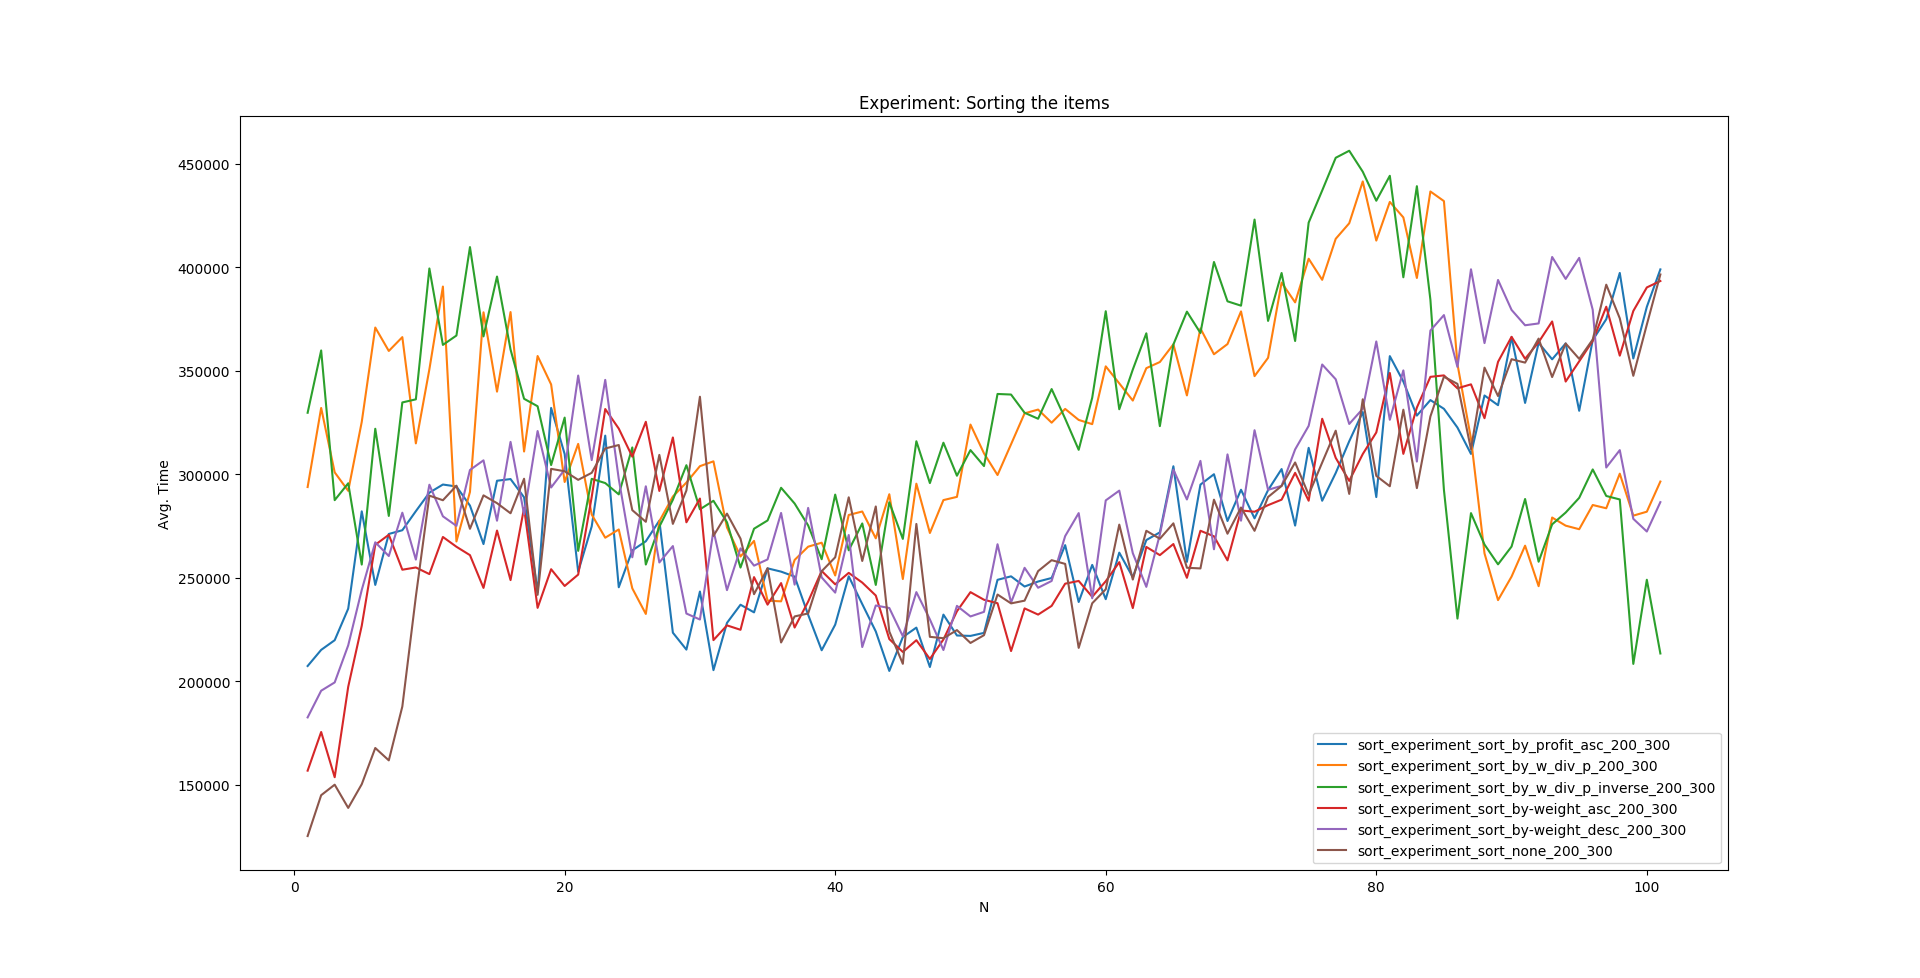 Experiment: Sorting the items
450000
400000
350000
300000
250000
200000
150000
Avg. Time
0 20 40 60 80 100
N
sort_experiment_sort_by_profit_asc_200_300
sort_experiment_sort_by_w_div_p_200_300
sort_experiment_sort_by_w_div_p_inverse_200_300
sort_experiment_sort_by-weight_asc_200_300
sort_experiment_sort_by-weight_desc_200_300
sort_experiment_sort_none_200_300